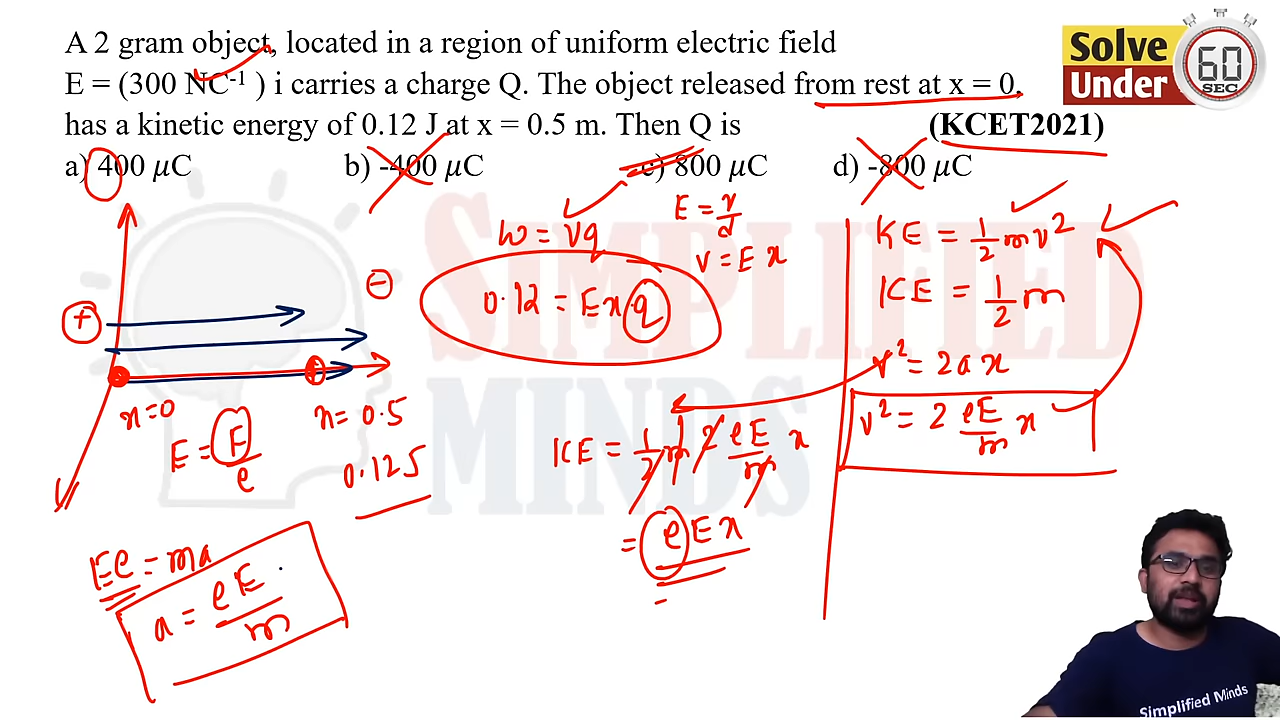 A 2 gram object, located in a region of uniform electric field
E = (300 NC⁻¹ ) i carries a charge Q. The object released from rest at x = 0,
has a kinetic energy of 0.12 J at x = 0.5 m. Then Q is (KCET2021)
a) 400 𝜇C b) -400 𝜇C c) 800 𝜇C d) -800 𝜇C
Solve
Under
60
SEC
SIMPLIFIED
MINDS
+
−
x=0
x = 0.5
E = F/e
0.12J
Ee = ma
a = eE/m
W = Vq
E = V/d
V = E x
0.12 = E x q
KE = 1/2 m 2 eE/m x
= e E x
KE = 1/2 mv²
KE = 1/2 m
v² = 2ax
v² = 2 eE/m x
Simplified Minds